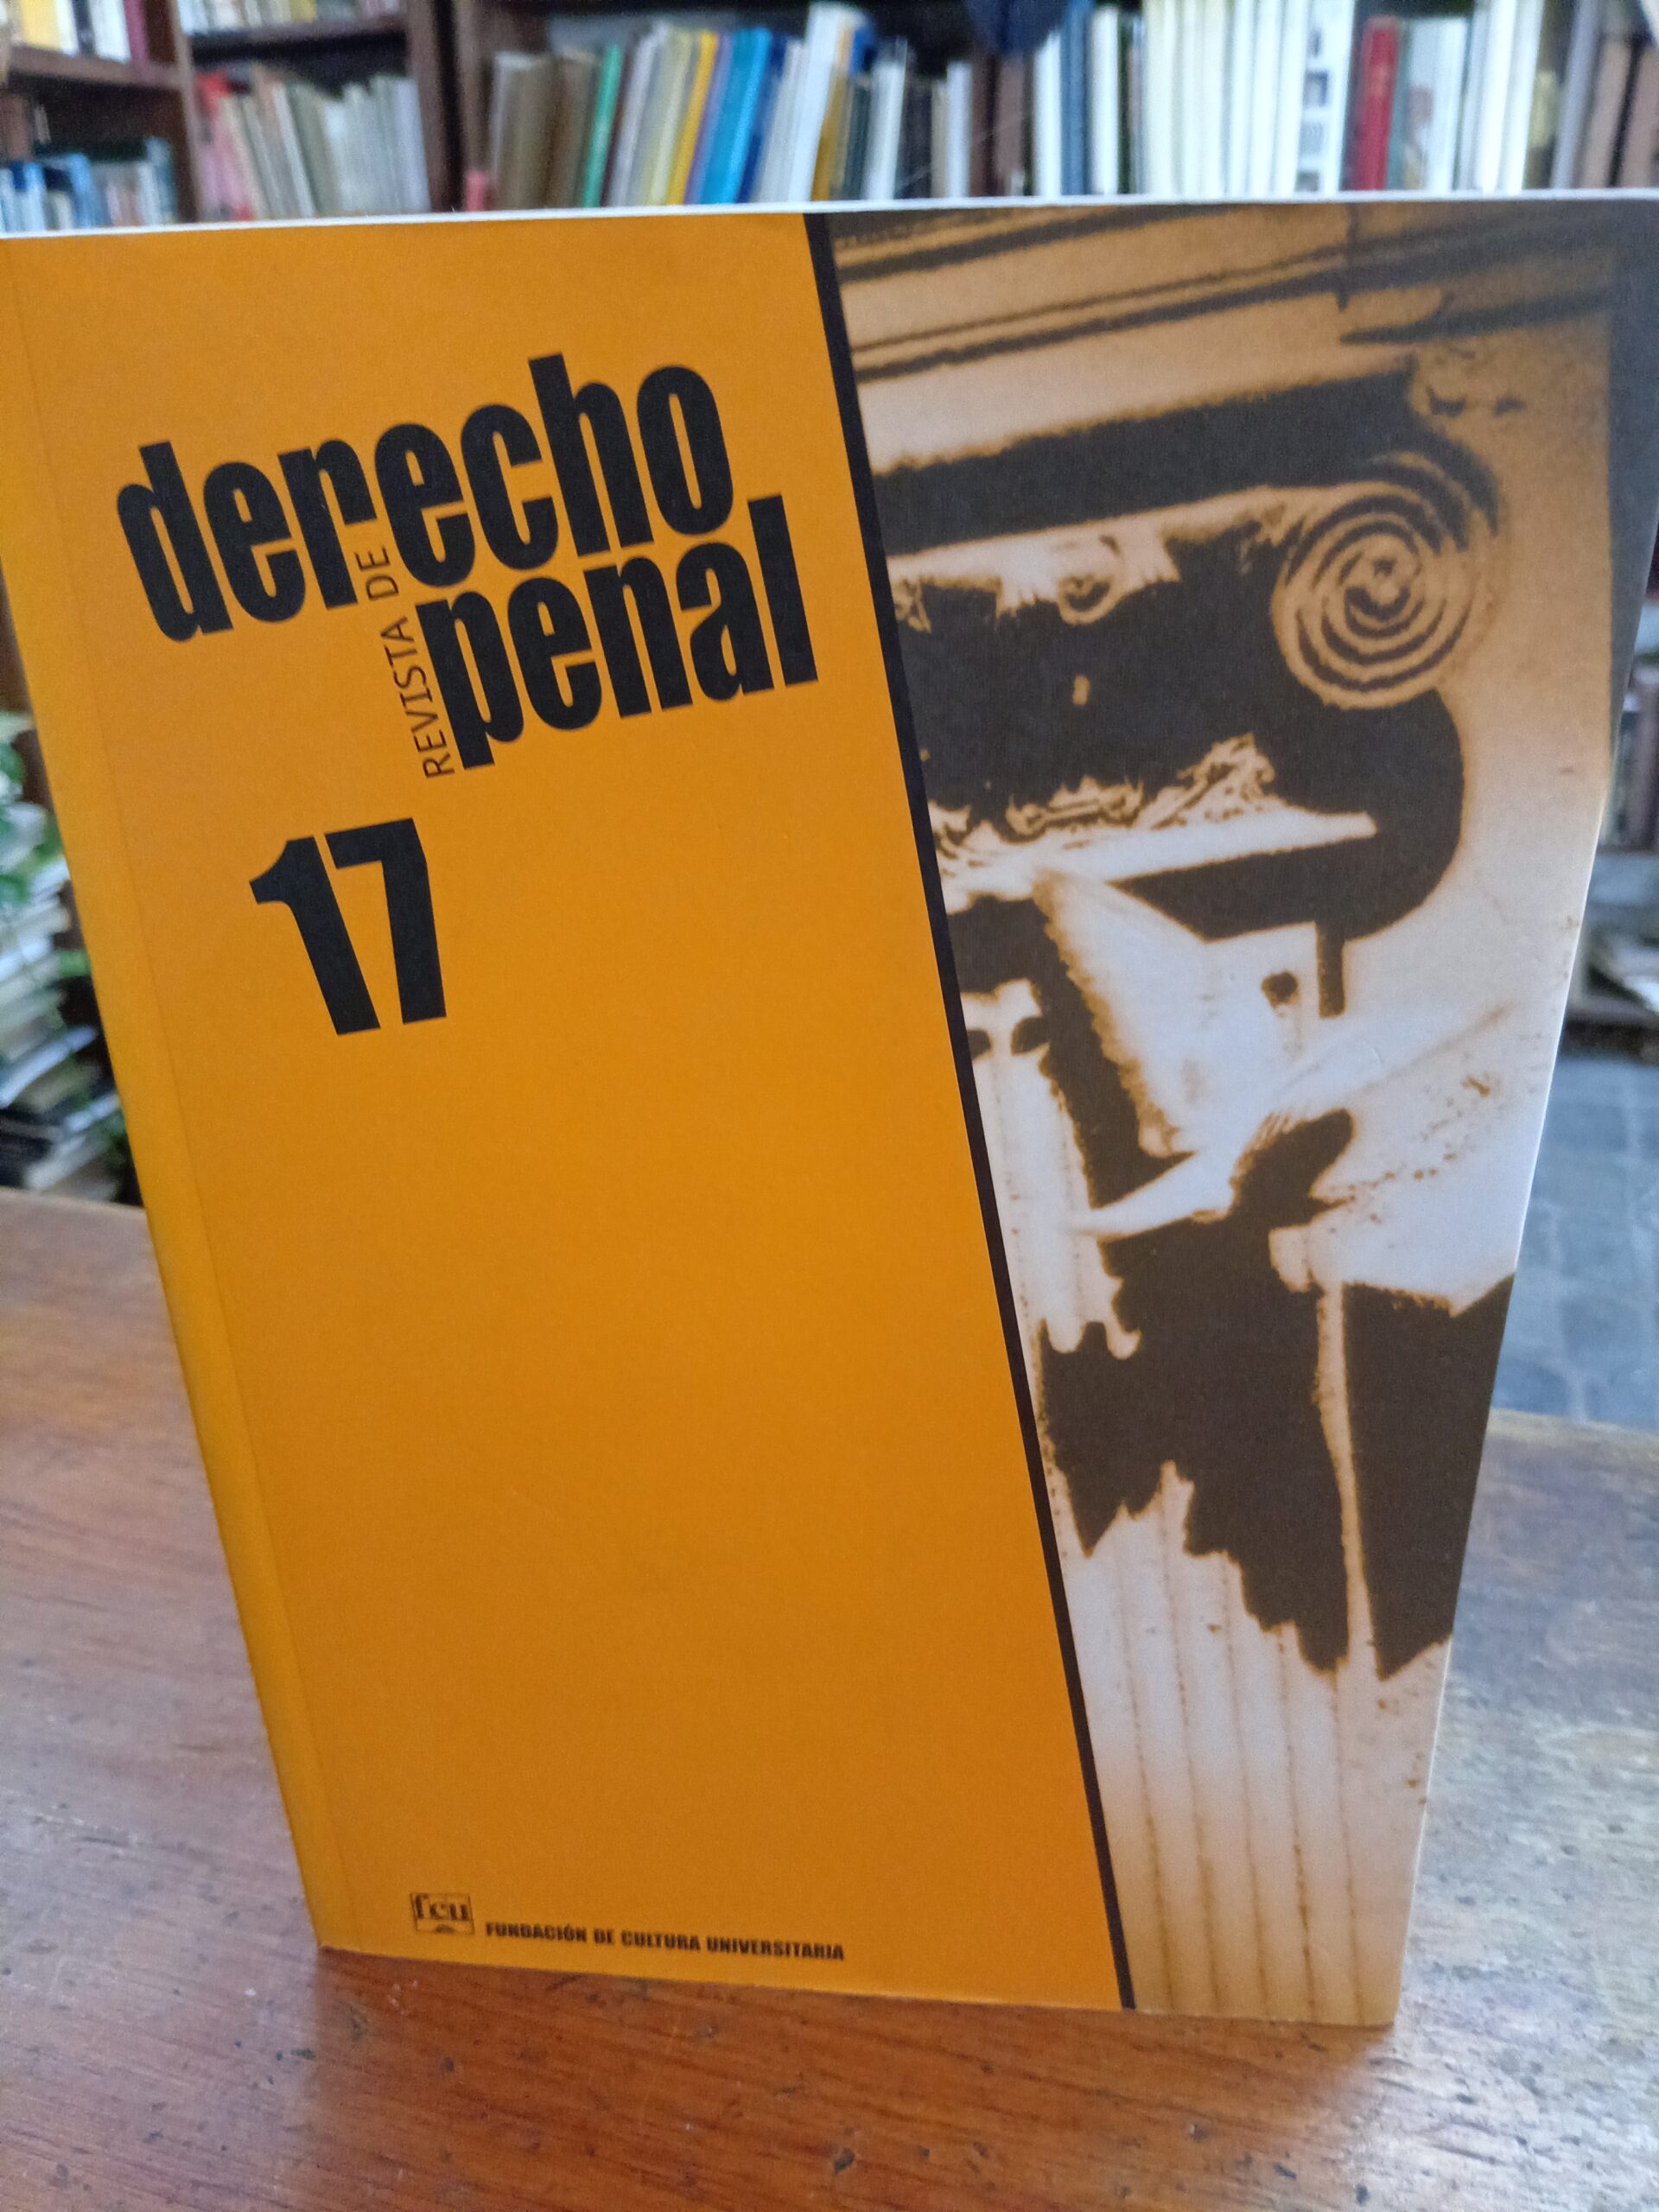 derecho
REVISTA DE
penal
17
fcu
FUNDACIÓN DE CULTURA UNIVERSITARIA